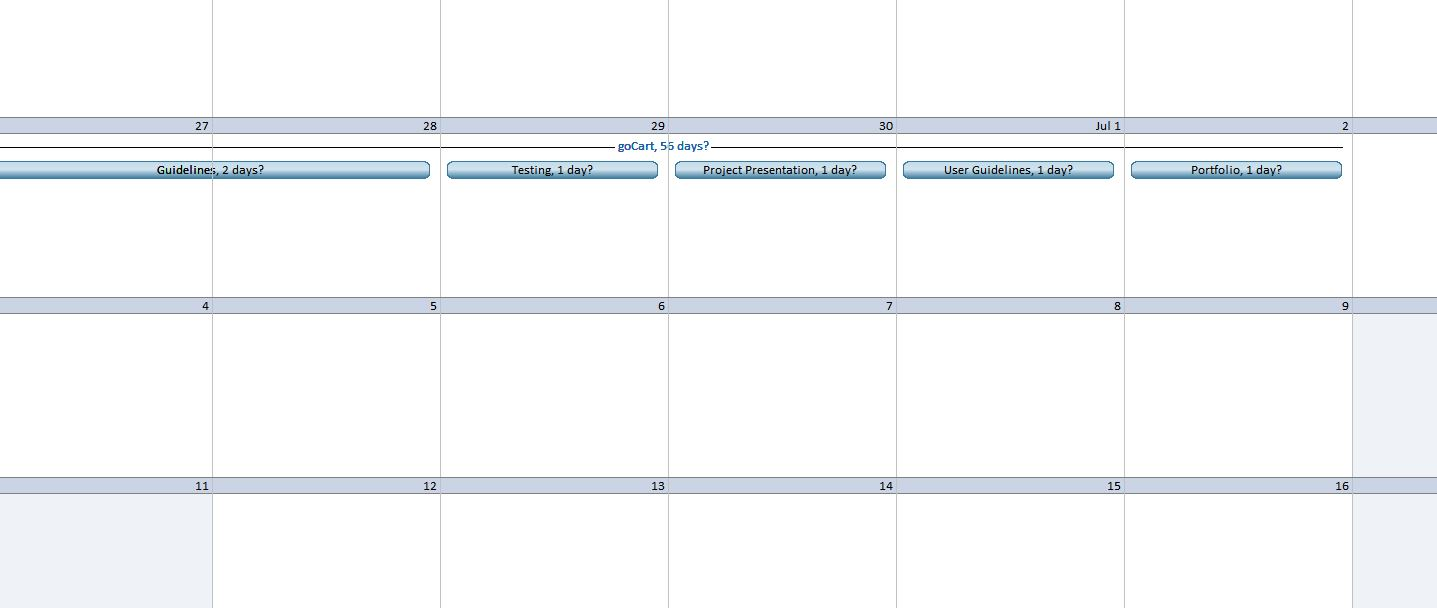 27 28 29 30 Jul 1 2
goCart, 56 days?
Guidelines, 2 days? Testing, 1 day? Project Presentation, 1 day? User Guidelines, 1 day? Portfolio, 1 day?
4 5 6 7 8 9
11 12 13 14 15 16